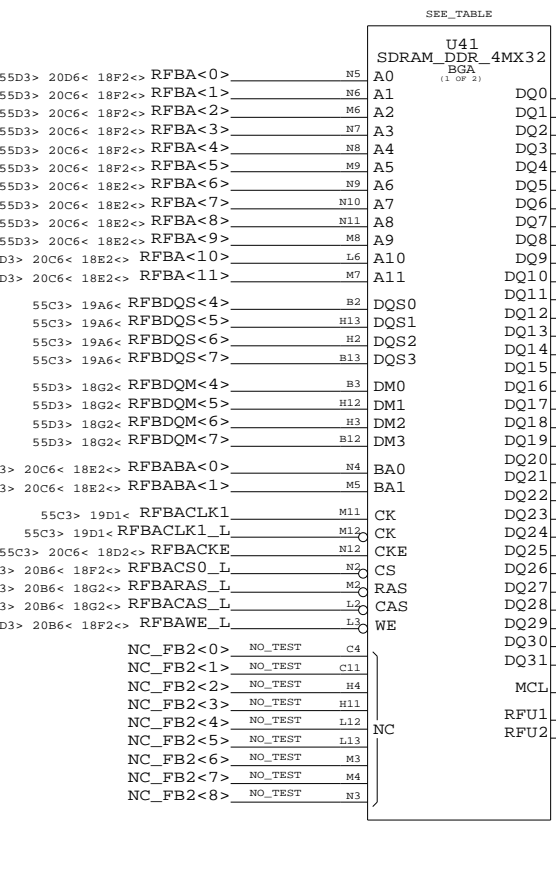 SEE_TABLE
U41
SDRAM_DDR_4MX32
BGA
(1 OF 2)
55D3> 20D6< 18F2<> RFBA<0> N5 A0
55D3> 20C6< 18F2<> RFBA<1> N6 A1 DQ0
55D3> 20C6< 18F2<> RFBA<2> M6 A2 DQ1
55D3> 20C6< 18F2<> RFBA<3> N7 A3 DQ2
55D3> 20C6< 18F2<> RFBA<4> N8 A4 DQ3
55D3> 20C6< 18F2<> RFBA<5> M9 A5 DQ4
55D3> 20C6< 18E2<> RFBA<6> N9 A6 DQ5
55D3> 20C6< 18E2<> RFBA<7> N10 A7 DQ6
55D3> 20C6< 18E2<> RFBA<8> N11 A8 DQ7
55D3> 20C6< 18E2<> RFBA<9> M8 A9 DQ8
D3> 20C6< 18E2<> RFBA<10> L6 A10 DQ9
D3> 20C6< 18E2<> RFBA<11> M7 A11 DQ10
DQ11
55C3> 19A6< RFBDQS<4> B2 DQS0 DQ12
55C3> 19A6< RFBDQS<5> H13 DQS1 DQ13
55C3> 19A6< RFBDQS<6> H2 DQS2 DQ14
55C3> 19A6< RFBDQS<7> B13 DQS3 DQ15
55D3> 18G2< RFBDQM<4> B3 DM0 DQ16
55D3> 18G2< RFBDQM<5> H12 DM1 DQ17
55D3> 18G2< RFBDQM<6> H3 DM2 DQ18
55D3> 18G2< RFBDQM<7> B12 DM3 DQ19
DQ20
3> 20C6< 18E2<> RFBABA<0> N4 BA0 DQ21
3> 20C6< 18E2<> RFBABA<1> M5 BA1 DQ22
55C3> 19D1< RFBACLK1 M11 CK DQ23
55C3> 19D1< RFBACLK1_L M12 CK DQ24
55C3> 20C6< 18D2<> RFBACKE N12 CKE DQ25
3> 20B6< 18F2<> RFBACS0_L N2 CS DQ26
3> 20B6< 18G2<> RFBARAS_L M2 RAS DQ27
3> 20B6< 18G2<> RFBACAS_L L2 CAS DQ28
D3> 20B6< 18F2<> RFBAWE_L L3 WE DQ29
DQ30
NC_FB2<0> NO_TEST C4
NC_FB2<1> NO_TEST C11 DQ31
NC_FB2<2> NO_TEST H4 MCL
NC_FB2<3> NO_TEST H11
NC_FB2<4> NO_TEST L12 RFU1
NC_FB2<5> NO_TEST L13 NC RFU2
NC_FB2<6> NO_TEST M3
NC_FB2<7> NO_TEST M4
NC_FB2<8> NO_TEST N3